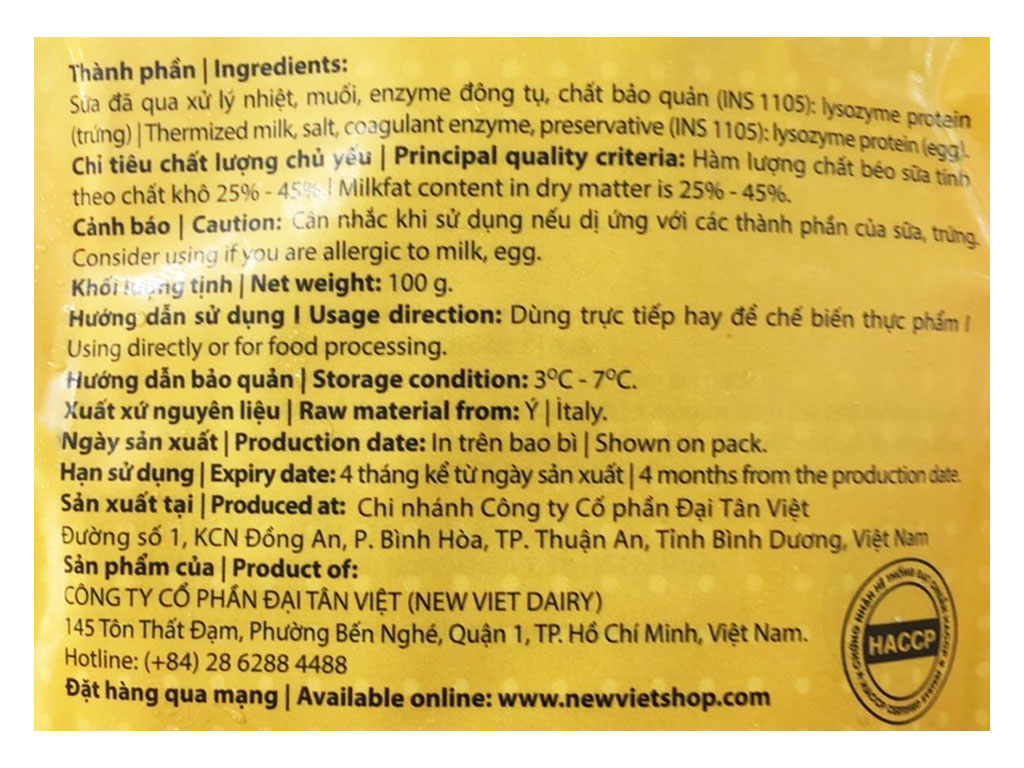 Thành phần | Ingredients:
Sữa đã qua xử lý nhiệt, muối, enzyme đông tụ, chất bảo quản (INS 1105): lysozyme protein
(trứng) | Thermized milk, salt, coagulant enzyme, preservative (INS 1105): lysozyme protein (egg).
Chỉ tiêu chất lượng chủ yếu | Principal quality criteria: Hàm lượng chất béo sữa tính
theo chất khô 25% - 45% | Milkfat content in dry matter is 25% - 45%.
Cảnh báo | Caution: Cân nhắc khi sử dụng nếu dị ứng với các thành phần của sữa, trứng.
Consider using if you are allergic to milk, egg.
Khối lượng tịnh | Net weight: 100 g.
Hướng dẫn sử dụng I Usage direction: Dùng trực tiếp hay để chế biến thực phẩm I
Using directly or for food processing.
Hướng dẫn bảo quản | Storage condition: 3ºC - 7ºC.
Xuất xứ nguyên liệu | Raw material from: Ý | İtaly.
Ngày sản xuất | Production date: In trên bao bì | Shown on pack.
Hạn sử dụng | Expiry date: 4 tháng kể từ ngày sản xuất | 4 months from the production date.
Sản xuất tại | Produced at: Chi nhánh Công ty Cổ phần Đại Tân Việt
Đường số 1, KCN Đồng An, P. Bình Hòa, TP. Thuận An, Tỉnh Bình Dương, Việt Nam
Sản phẩm của | Product of:
CÔNG TY CỔ PHẦN ĐẠI TÂN VIỆT (NEW VIET DAIRY)
145 Tôn Thất Đạm, Phường Bến Nghé, Quận 1, TP. Hồ Chí Minh, Việt Nam.
Hotline: (+84) 28 6288 4488
Đặt hàng qua mạng | Available online: www.newvietshop.com
HACCP